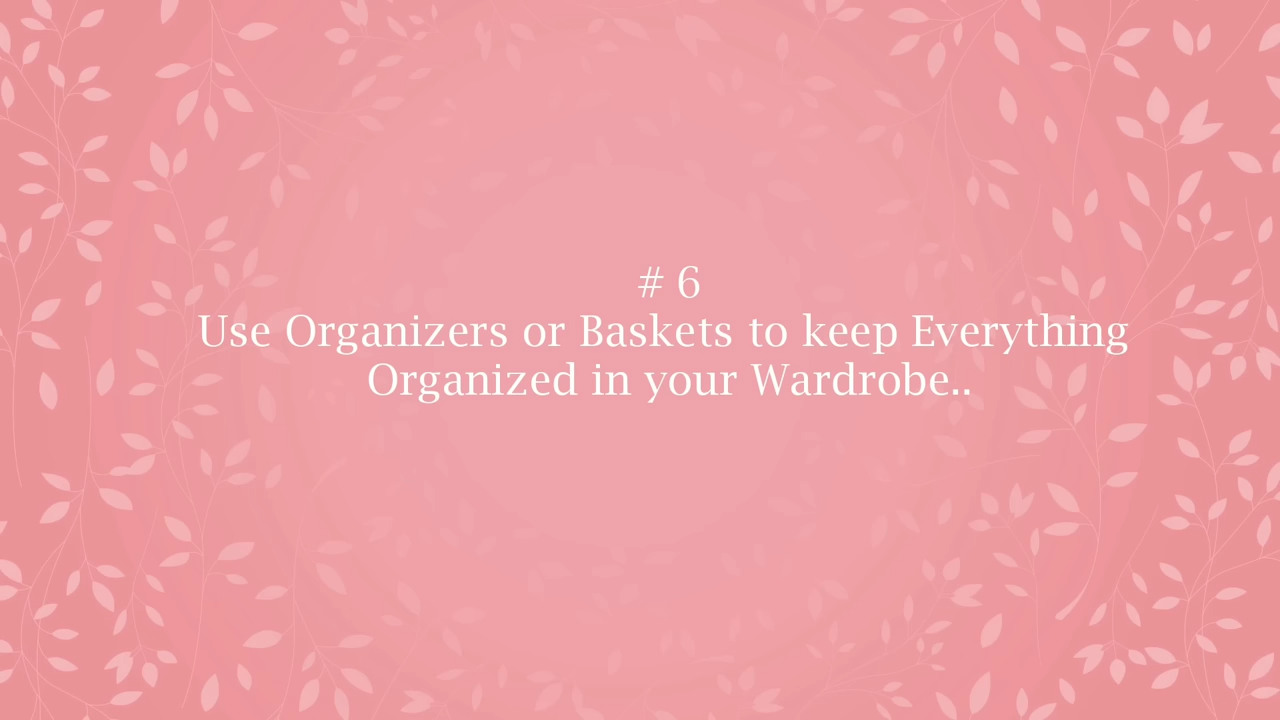 # 6
Use Organizers or Baskets to keep Everything
Organized in your Wardrobe..